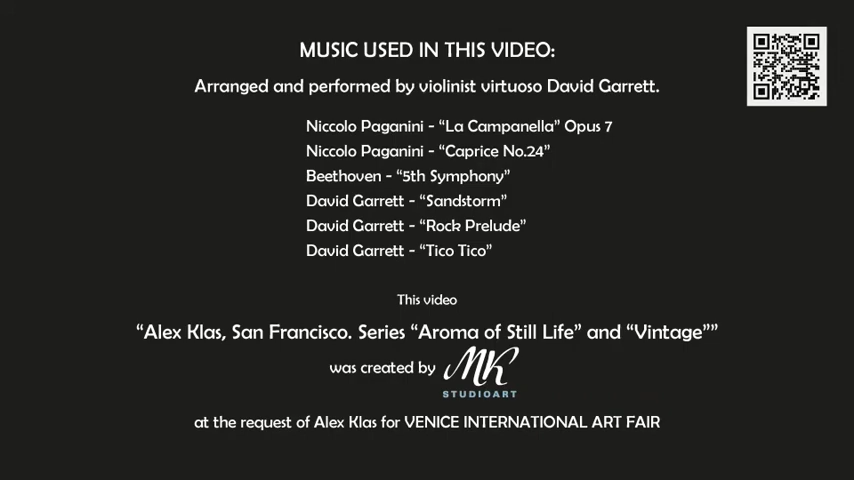 MUSIC USED IN THIS VIDEO:
Arranged and performed by violinist virtuoso David Garrett.
Niccolo Paganini - “La Campanella” Opus 7
Niccolo Paganini - “Caprice No.24”
Beethoven - “5th Symphony”
David Garrett - “Sandstorm”
David Garrett - “Rock Prelude”
David Garrett - “Tico Tico”
This video
“Alex Klas, San Francisco. Series “Aroma of Still Life” and “Vintage””
was created by MK
STUDIOART
at the request of Alex Klas for VENICE INTERNATIONAL ART FAIR